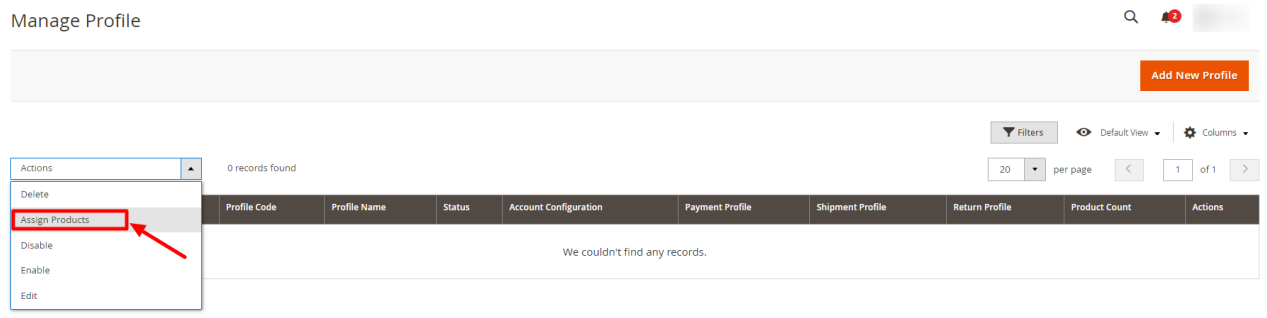 Manage Profile
2
Add New Profile
Filters
Default View
Columns
Actions
0 records found
20
per page
1
of 1
Delete
Assign Products
Disable
Enable
Edit
Profile Code
Profile Name
Status
Account Configuration
Payment Profile
Shipment Profile
Return Profile
Product Count
Actions
We couldn't find any records.